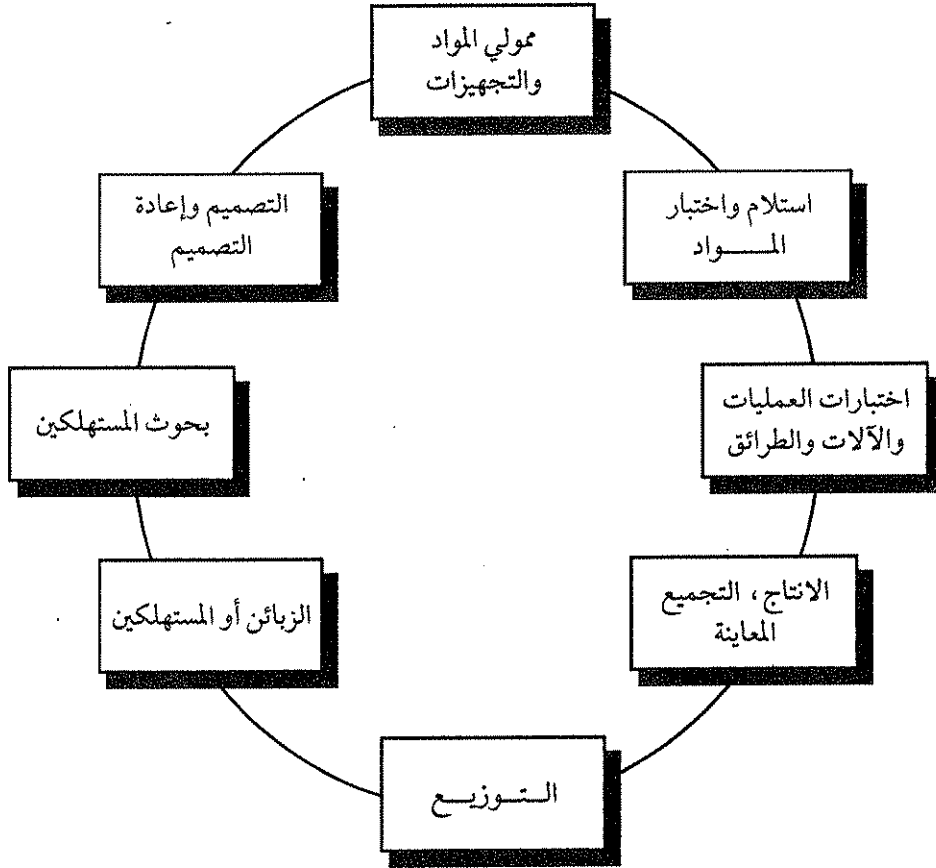 ممولي المواد
والتجهيزات
استلام واختبار
المـــــواد
اختبارات العمليات
والآلات والطرائق
الانتاج ، التجميع
المعاينة
الـتـوزيـع
الزبائن أو المستهلكين
بحوث المستهلكين
التصميم وإعادة
التصميم